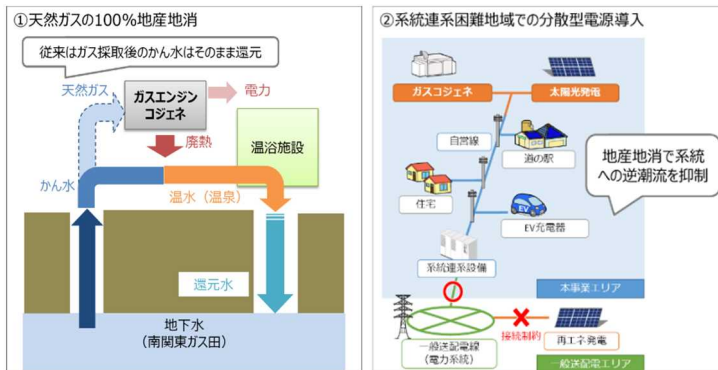 ①天然ガスの100%地産地消
従来はガス採取後のかん水はそのまま還元
天然ガス
ガスエンジン
コジェネ
電力
廃熱
温浴施設
かん水
温水（温泉）
還元水
地下水
（南関東ガス田）
②系統連系困難地域での分散型電源導入
ガスコジェネ
太陽光発電
自営線
道の駅
地産地消で系統
への逆潮流を抑制
住宅
EV
EV充電器
系統連系設備
本事業エリア
接続制約
再エネ発電
一般送配電線
（電力系統）
一般送配電エリア